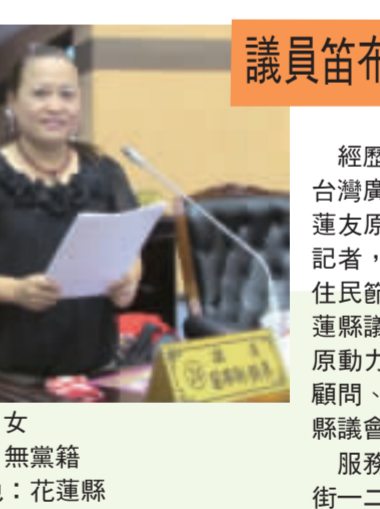 議員笛布
經歷
台灣廣
蓮友原
記者，
住民節
蓮縣議
原動力
顧問、
縣議會
服務
街一二
議員
女
無黨籍
：花蓮縣